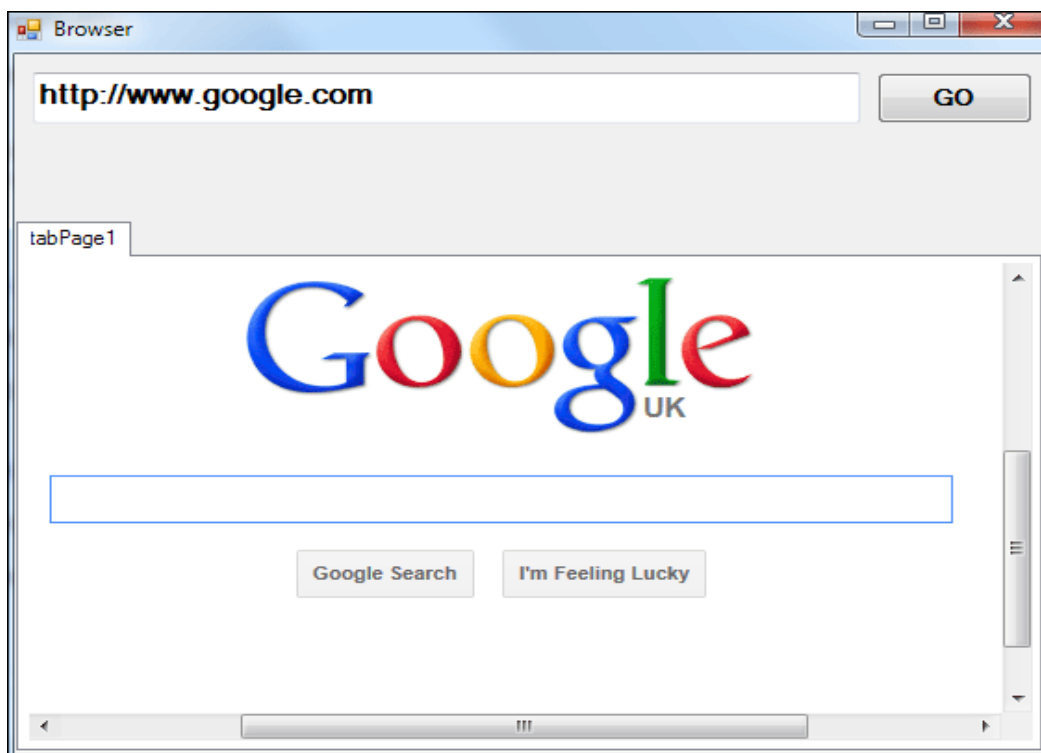 Browser
http://www.google.com
GO
tabPage1
Google
UK
Google Search
I'm Feeling Lucky